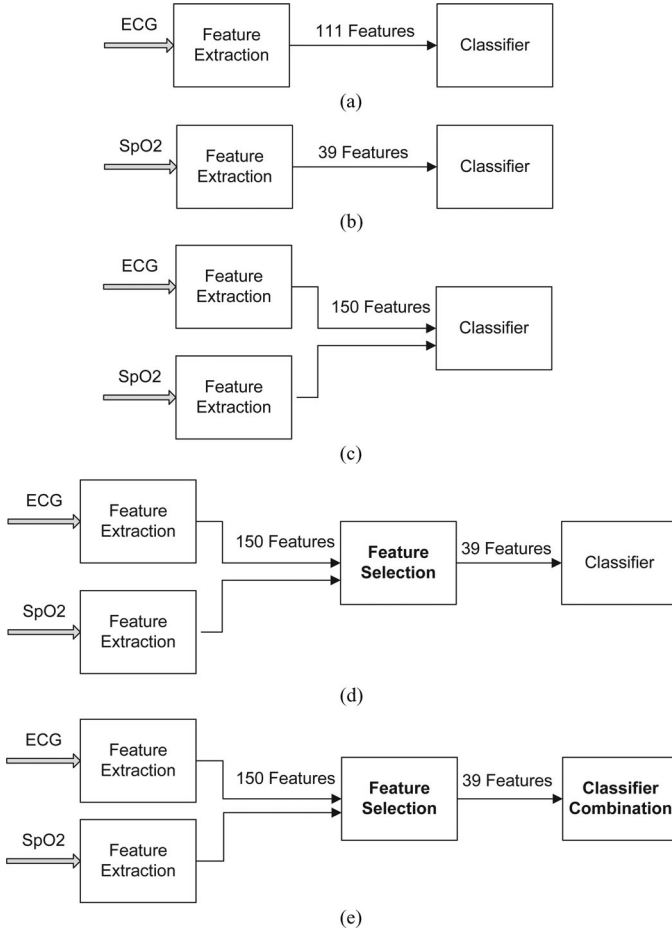 ECG
Feature
Extraction
111 Features
Classifier
(a)
SpO2
Feature
Extraction
39 Features
Classifier
(b)
ECG
Feature
Extraction
150 Features
Classifier
SpO2
Feature
Extraction
(c)
ECG
Feature
Extraction
150 Features
Feature
Selection
39 Features
Classifier
SpO2
Feature
Extraction
(d)
ECG
Feature
Extraction
150 Features
Feature
Selection
39 Features
Classifier
Combination
SpO2
Feature
Extraction
(e)